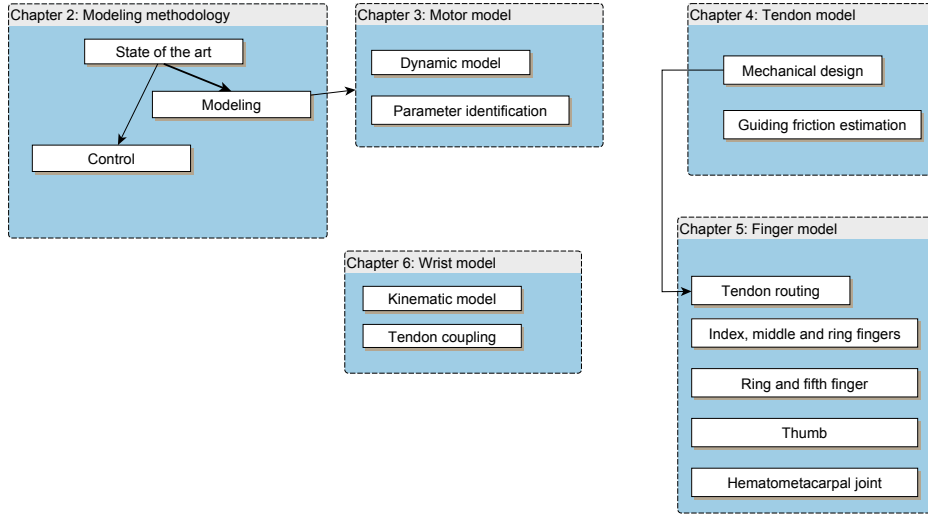 Chapter 2: Modeling methodology
State of the art
Modeling
Control
Chapter 3: Motor model
Dynamic model
Parameter identification
Chapter 4: Tendon model
Mechanical design
Guiding friction estimation
Chapter 6: Wrist model
Kinematic model
Tendon coupling
Chapter 5: Finger model
Tendon routing
Index, middle and ring fingers
Ring and fifth finger
Thumb
Hematometacarpal joint